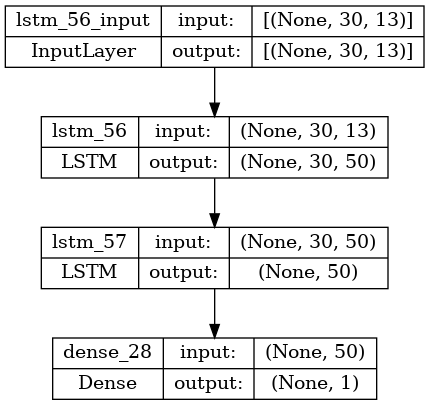 lstm_56_input input: [(None, 30, 13)]
InputLayer output: [(None, 30, 13)]
lstm_56 input: (None, 30, 13)
LSTM output: (None, 30, 50)
lstm_57 input: (None, 30, 50)
LSTM output: (None, 50)
dense_28 input: (None, 50)
Dense output: (None, 1)